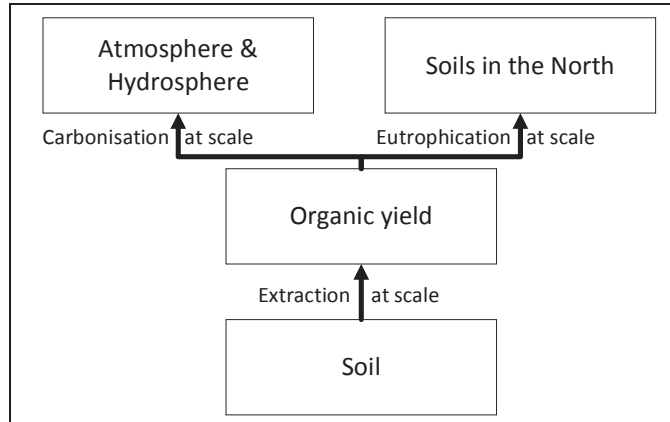 Atmosphere &
Hydrosphere
Soils in the North
Carbonisation at scale
Eutrophication at scale
Organic yield
Extraction at scale
Soil